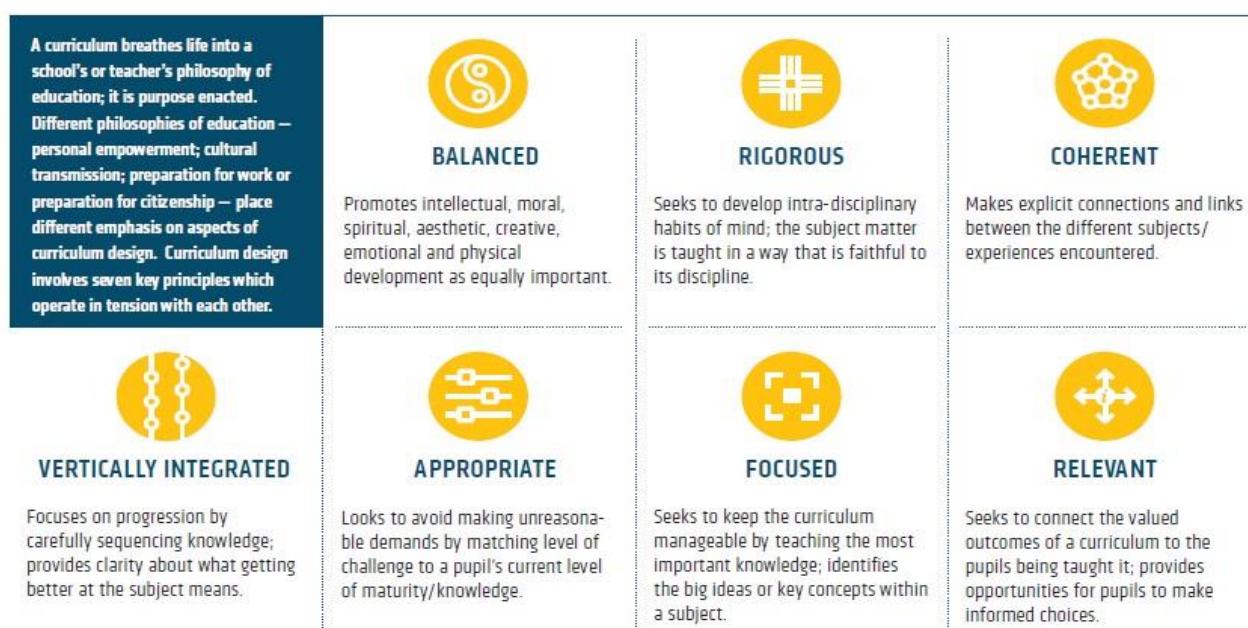 A curriculum breathes life into a
school's or teacher's philosophy of
education; it is purpose enacted.
Different philosophies of education —
personal empowerment; cultural
transmission; preparation for work or
preparation for citizenship — place
different emphasis on aspects of
curriculum design. Curriculum design
involves seven key principles which
operate in tension with each other.
BALANCED
Promotes intellectual, moral,
spiritual, aesthetic, creative,
emotional and physical
development as equally important.
RIGOROUS
Seeks to develop intra-disciplinary
habits of mind; the subject matter
is taught in a way that is faithful to
its discipline.
COHERENT
Makes explicit connections and links
between the different subjects/
experiences encountered.
VERTICALLY INTEGRATED
Focuses on progression by
carefully sequencing knowledge;
provides clarity about what getting
better at the subject means.
APPROPRIATE
Looks to avoid making unreasona-
ble demands by matching level of
challenge to a pupil's current level
of maturity/knowledge.
FOCUSED
Seeks to keep the curriculum
manageable by teaching the most
important knowledge; identifies
the big ideas or key concepts within
a subject.
RELEVANT
Seeks to connect the valued
outcomes of a curriculum to the
pupils being taught it; provides
opportunities for pupils to make
informed choices.